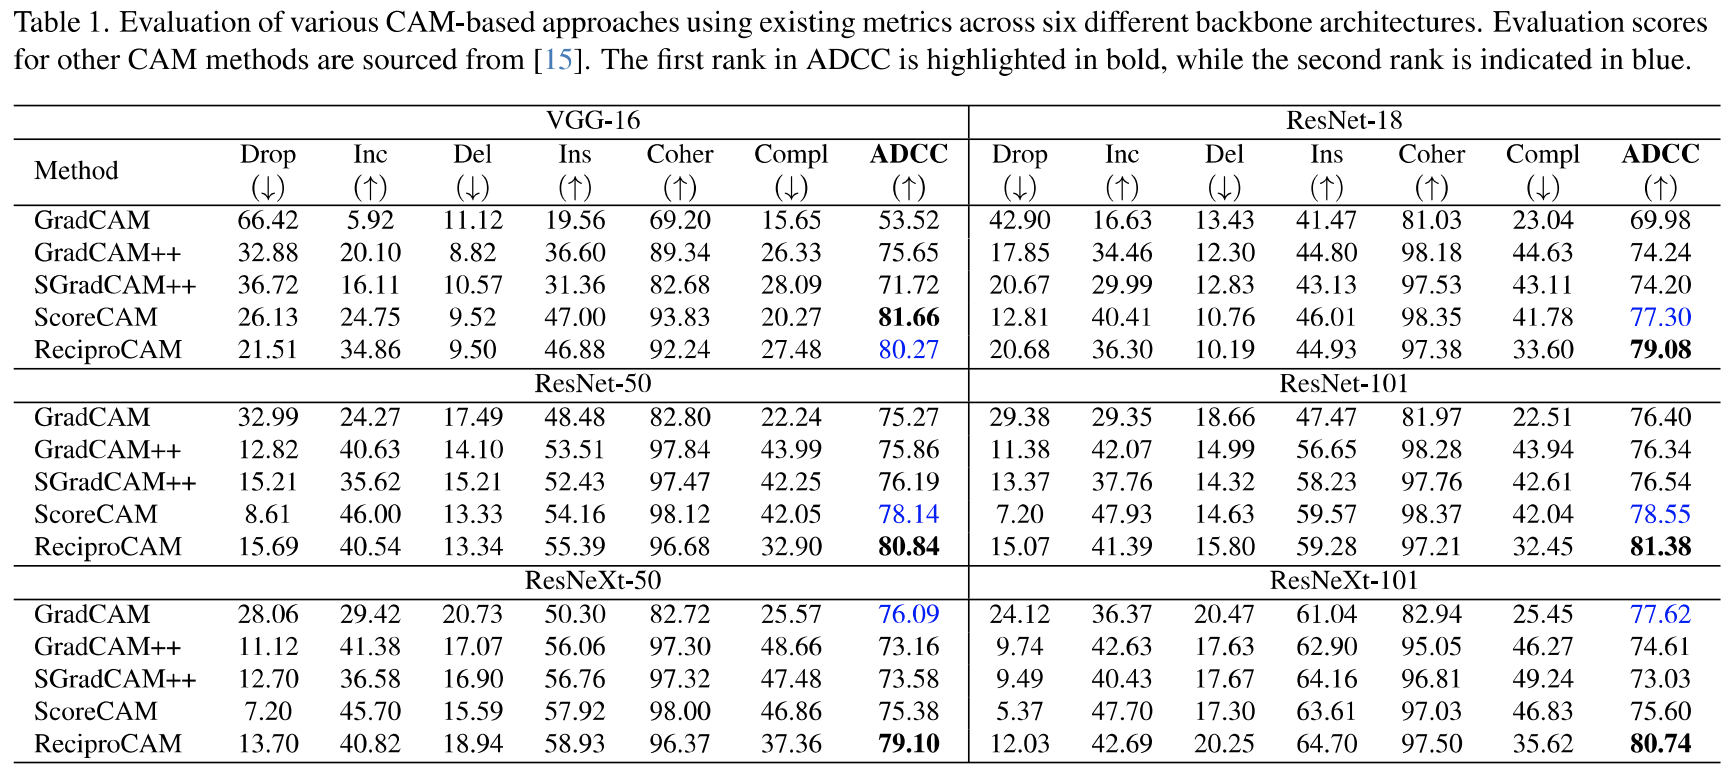 Table 1. Evaluation of various CAM-based approaches using existing metrics across six different backbone architectures. Evaluation scores
for other CAM methods are sourced from [15]. The first rank in ADCC is highlighted in bold, while the second rank is indicated in blue.
VGG-16 ResNet-18
Method Drop Inc Del Ins Coher Compl ADCC Drop Inc Del Ins Coher Compl ADCC
(↓) (↑) (↓) (↑) (↑) (↓) (↑) (↓) (↑) (↓) (↑) (↑) (↓) (↑)
GradCAM 66.42 5.92 11.12 19.56 69.20 15.65 53.52 42.90 16.63 13.43 41.47 81.03 23.04 69.98
GradCAM++ 32.88 20.10 8.82 36.60 89.34 26.33 75.65 17.85 34.46 12.30 44.80 98.18 44.63 74.24
SGradCAM++ 36.72 16.11 10.57 31.36 82.68 28.09 71.72 20.67 29.99 12.83 43.13 97.53 43.11 74.20
ScoreCAM 26.13 24.75 9.52 47.00 93.83 20.27 81.66 12.81 40.41 10.76 46.01 98.35 41.78 77.30
ReciproCAM 21.51 34.86 9.50 46.88 92.24 27.48 80.27 20.68 36.30 10.19 44.93 97.38 33.60 79.08
ResNet-50 ResNet-101
GradCAM 32.99 24.27 17.49 48.48 82.80 22.24 75.27 29.38 29.35 18.66 47.47 81.97 22.51 76.40
GradCAM++ 12.82 40.63 14.10 53.51 97.84 43.99 75.86 11.38 42.07 14.99 56.65 98.28 43.94 76.34
SGradCAM++ 15.21 35.62 15.21 52.43 97.47 42.25 76.19 13.37 37.76 14.32 58.23 97.76 42.61 76.54
ScoreCAM 8.61 46.00 13.33 54.16 98.12 42.05 78.14 7.20 47.93 14.63 59.57 98.37 42.04 78.55
ReciproCAM 15.69 40.54 13.34 55.39 96.68 32.90 80.84 15.07 41.39 15.80 59.28 97.21 32.45 81.38
ResNeXt-50 ResNeXt-101
GradCAM 28.06 29.42 20.73 50.30 82.72 25.57 76.09 24.12 36.37 20.47 61.04 82.94 25.45 77.62
GradCAM++ 11.12 41.38 17.07 56.06 97.30 48.66 73.16 9.74 42.63 17.63 62.90 95.05 46.27 74.61
SGradCAM++ 12.70 36.58 16.90 56.76 97.32 47.48 73.58 9.49 40.43 17.67 64.16 96.81 49.24 73.03
ScoreCAM 7.20 45.70 15.59 57.92 98.00 46.86 75.38 5.37 47.70 17.30 63.61 97.03 46.83 75.60
ReciproCAM 13.70 40.82 18.94 58.93 96.37 37.36 79.10 12.03 42.69 20.25 64.70 97.50 35.62 80.74